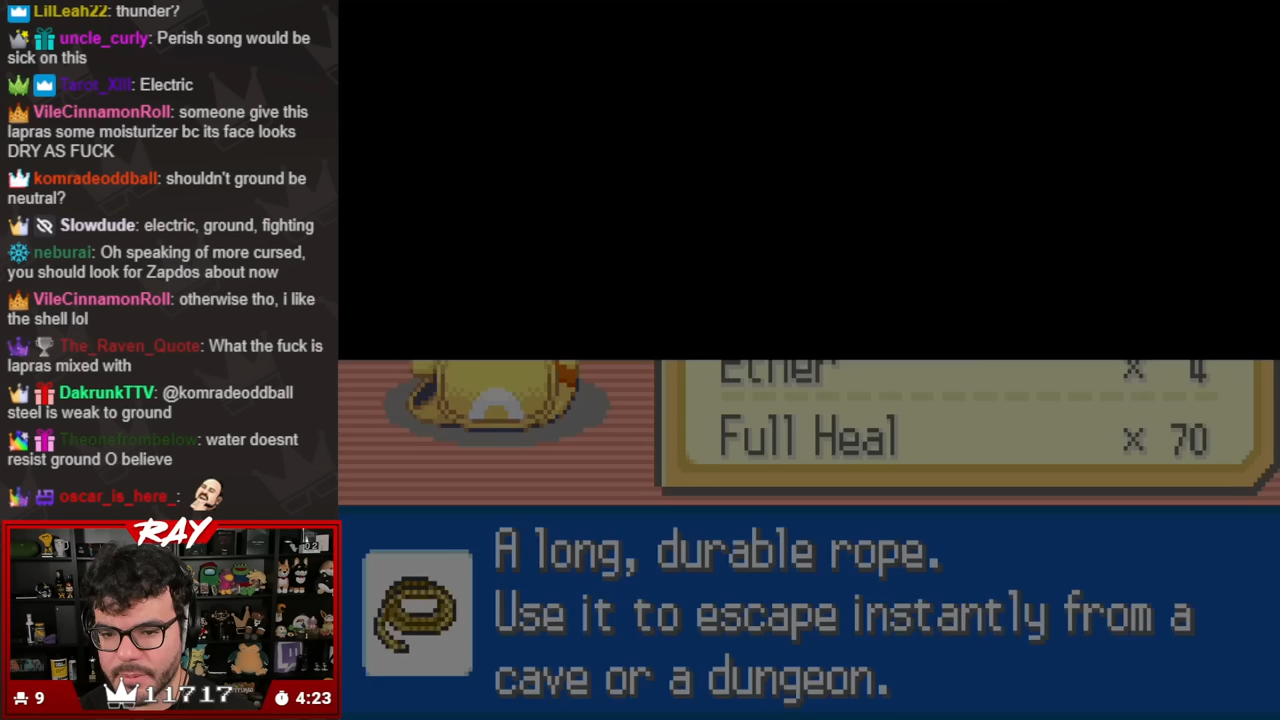 LilLeah22: thunder?
uncle_curly: Perish song would be
sick on this
Tarot_XIII: Electric
VileCinnamonRoll: someone give this
lapras some moisturizer bc its face looks
DRY AS FUCK
komradeoddball: shouldn't ground be
neutral?
Slowdude: electric, ground, fighting
neburai: Oh speaking of more cursed,
you should look for Zapdos about now
VileCinnamonRoll: otherwise tho, i like
the shell lol
The_Raven_Quote: What the fuck is
lapras mixed with
DakrunkTTV: @komradeoddball
steel is weak to ground
Theonefrombelow: water doesnt
resist ground O believe
oscar_is_here_:
RAY
9 11717 4:23
Ether x 4
Full Heal x 70
A long, durable rope.
Use it to escape instantly from a
cave or a dungeon.